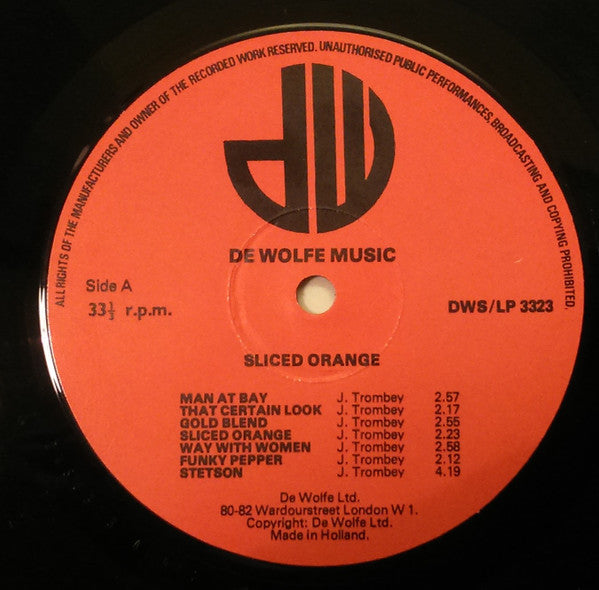 ALL RIGHTS OF THE MANUFACTURERS AND OWNER OF THE RECORDED WORK RESERVED. UNAUTHORISED PUBLIC PERFORMANCES, BROADCASTING AND COPYING PROHIBITED.
dW
DE WOLFE MUSIC
Side A
33⅓ r.p.m.
DWS/LP 3323
SLICED ORANGE
MAN AT BAY J. Trombey 2.57
THAT CERTAIN LOOK J. Trombey 2.17
GOLD BLEND J. Trombey 2.55
SLICED ORANGE J. Trombey 2.23
WAY WITH WOMEN J. Trombey 2.58
FUNKY PEPPER J. Trombey 2.12
STETSON J. Trombey 4.19
De Wolfe Ltd.
80-82 Wardourstreet London W 1.
Copyright: De Wolfe Ltd.
Made in Holland.